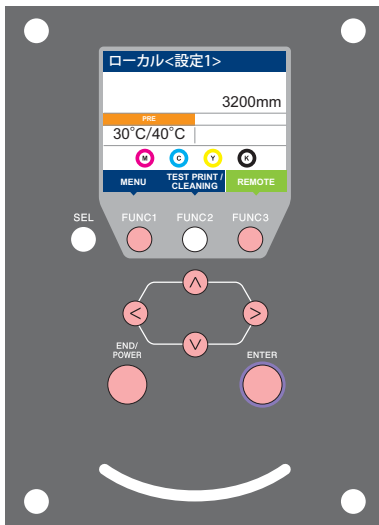 ローカル<設定1>
3200mm
PRE
30°C/40°C
M C Y K
MENU
TEST PRINT /
CLEANING
REMOTE
SEL
FUNC1
FUNC2
FUNC3
END/
POWER
ENTER